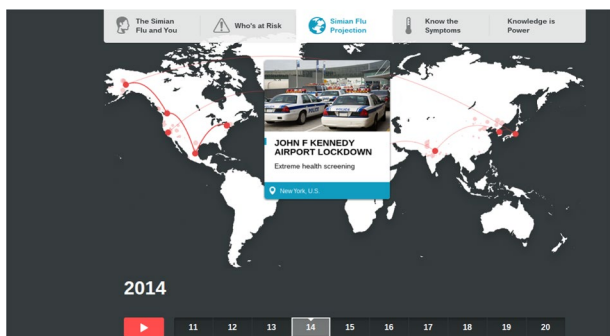 The Simian
Flu and You
Who's at Risk
Simian Flu
Projection
Know the
Symptoms
Knowledge is
Power
JOHN F KENNEDY
AIRPORT LOCKDOWN
Extreme health screening
New York, U.S.
2014
11 12 13 14 15 16 17 18 19 20